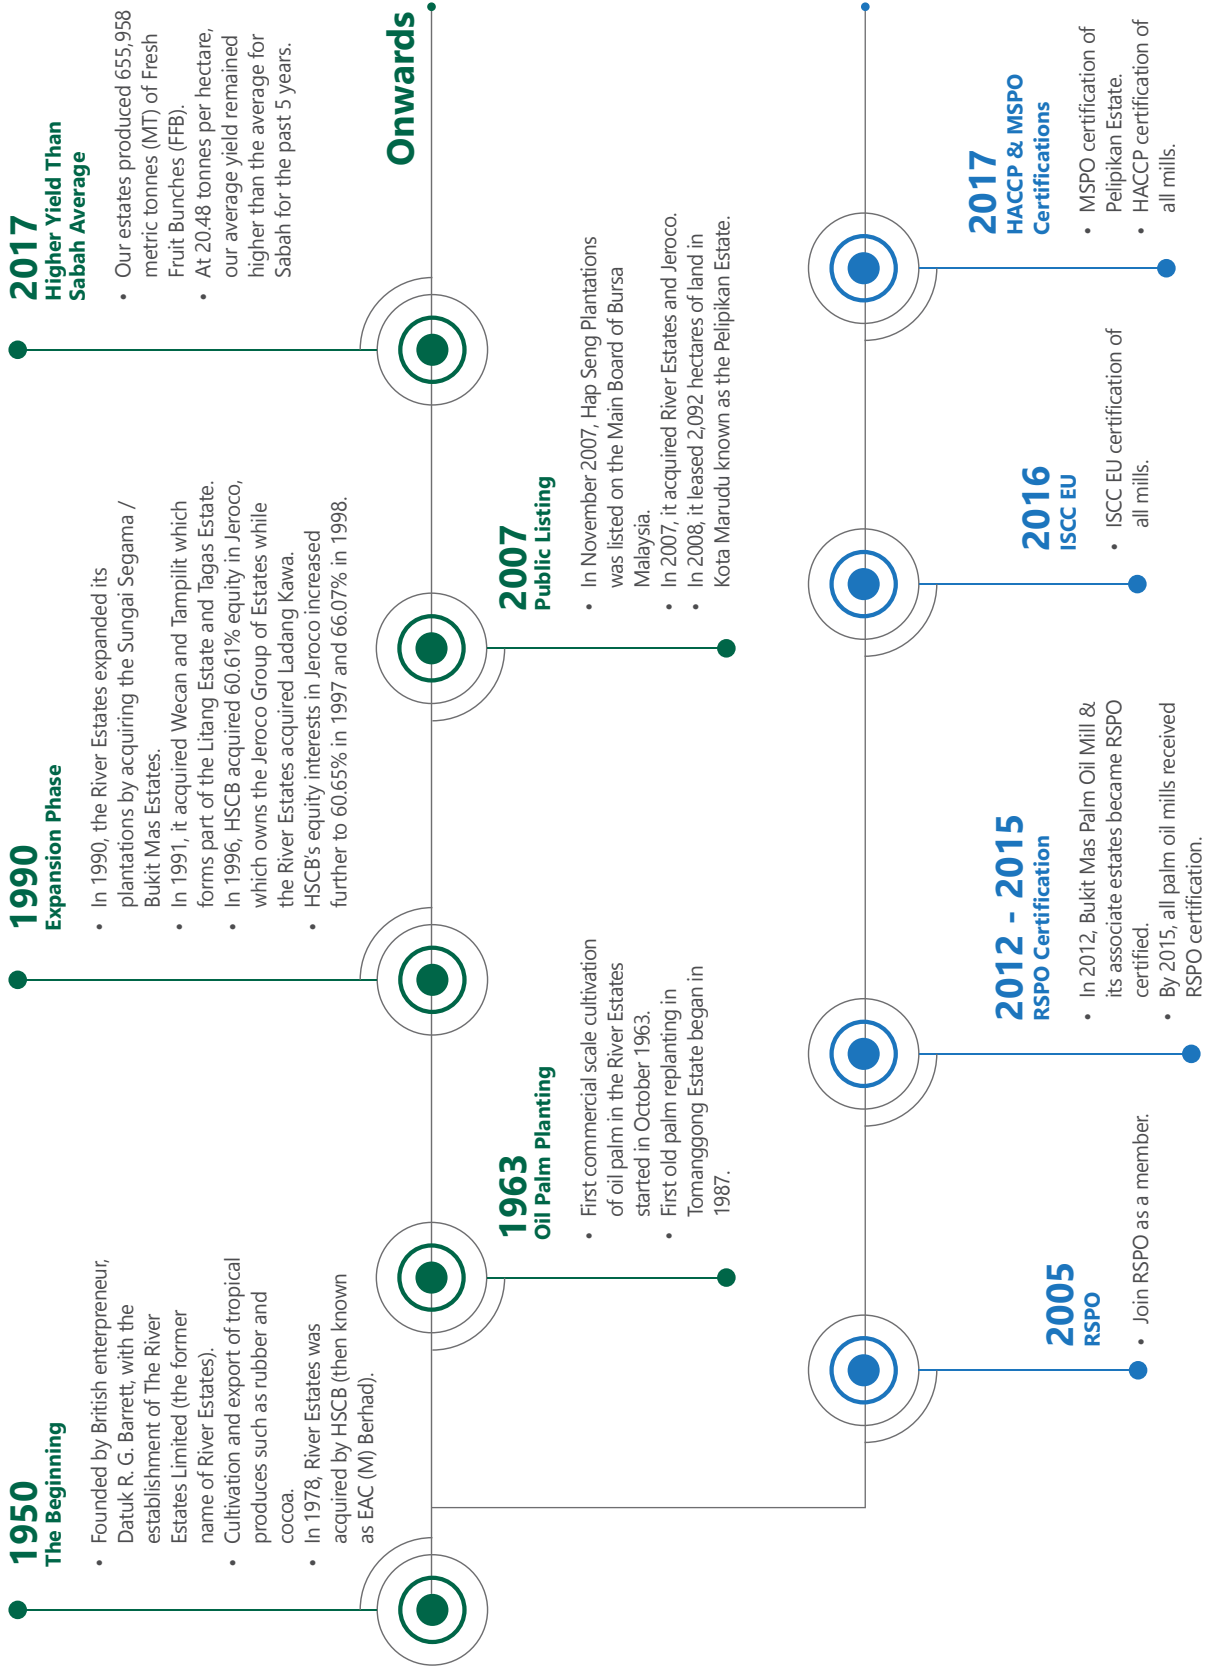 1950
The Beginning
• Founded by British enterpreneur,
Datuk R. G. Barrett, with the
establishment of The River
Estates Limited (the former
name of River Estates).
• Cultivation and export of tropical
produces such as rubber and
cocoa.
• In 1978, River Estates was
acquired by HSCB (then known
as EAC (M) Berhad).
1963
Oil Palm Planting
• First commercial scale cultivation
of oil palm in the River Estates
started in October 1963.
• First old palm replanting in
Tomanggong Estate began in
1987.
1990
Expansion Phase
• In 1990, the River Estates expanded its
plantations by acquiring the Sungai Segama /
Bukit Mas Estates.
• In 1991, it acquired Wecan and Tampilit which
forms part of the Litang Estate and Tagas Estate.
• In 1996, HSCB acquired 60.61% equity in Jeroco,
which owns the Jeroco Group of Estates while
the River Estates acquired Ladang Kawa.
• HSCB's equity interests in Jeroco increased
further to 60.65% in 1997 and 66.07% in 1998.
2007
Public Listing
• In November 2007, Hap Seng Plantations
was listed on the Main Board of Bursa
Malaysia.
• In 2007, it acquired River Estates and Jeroco.
• In 2008, it leased 2,092 hectares of land in
Kota Marudu known as the Pelipikan Estate.
2017
Higher Yield Than
Sabah Average
• Our estates produced 655,958
metric tonnes (MT) of Fresh
Fruit Bunches (FFB).
• At 20.48 tonnes per hectare,
our average yield remained
higher than the average for
Sabah for the past 5 years.
Onwards
2005
RSPO
• Join RSPO as a member.
2012 - 2015
RSPO Certification
• In 2012, Bukit Mas Palm Oil Mill &
its associate estates became RSPO
certified.
• By 2015, all palm oil mills received
RSPO certification.
2016
ISCC EU
• ISCC EU certification of
all mills.
2017
HACCP & MSPO
Certifications
• MSPO certification of
Pelipikan Estate.
• HACCP certification of
all mills.